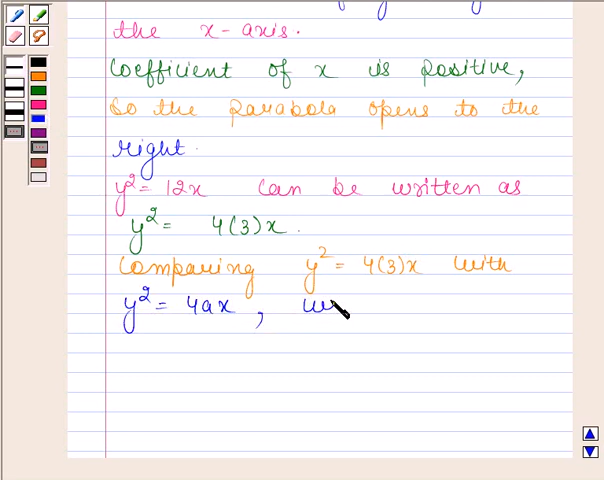 the x-axis.
Coefficient of x is positive,
So the parabola opens to the
right.
y² = 12x can be written as
y² = 4(3)x.
Comparing y² = 4(3)x with
y² = 4ax,